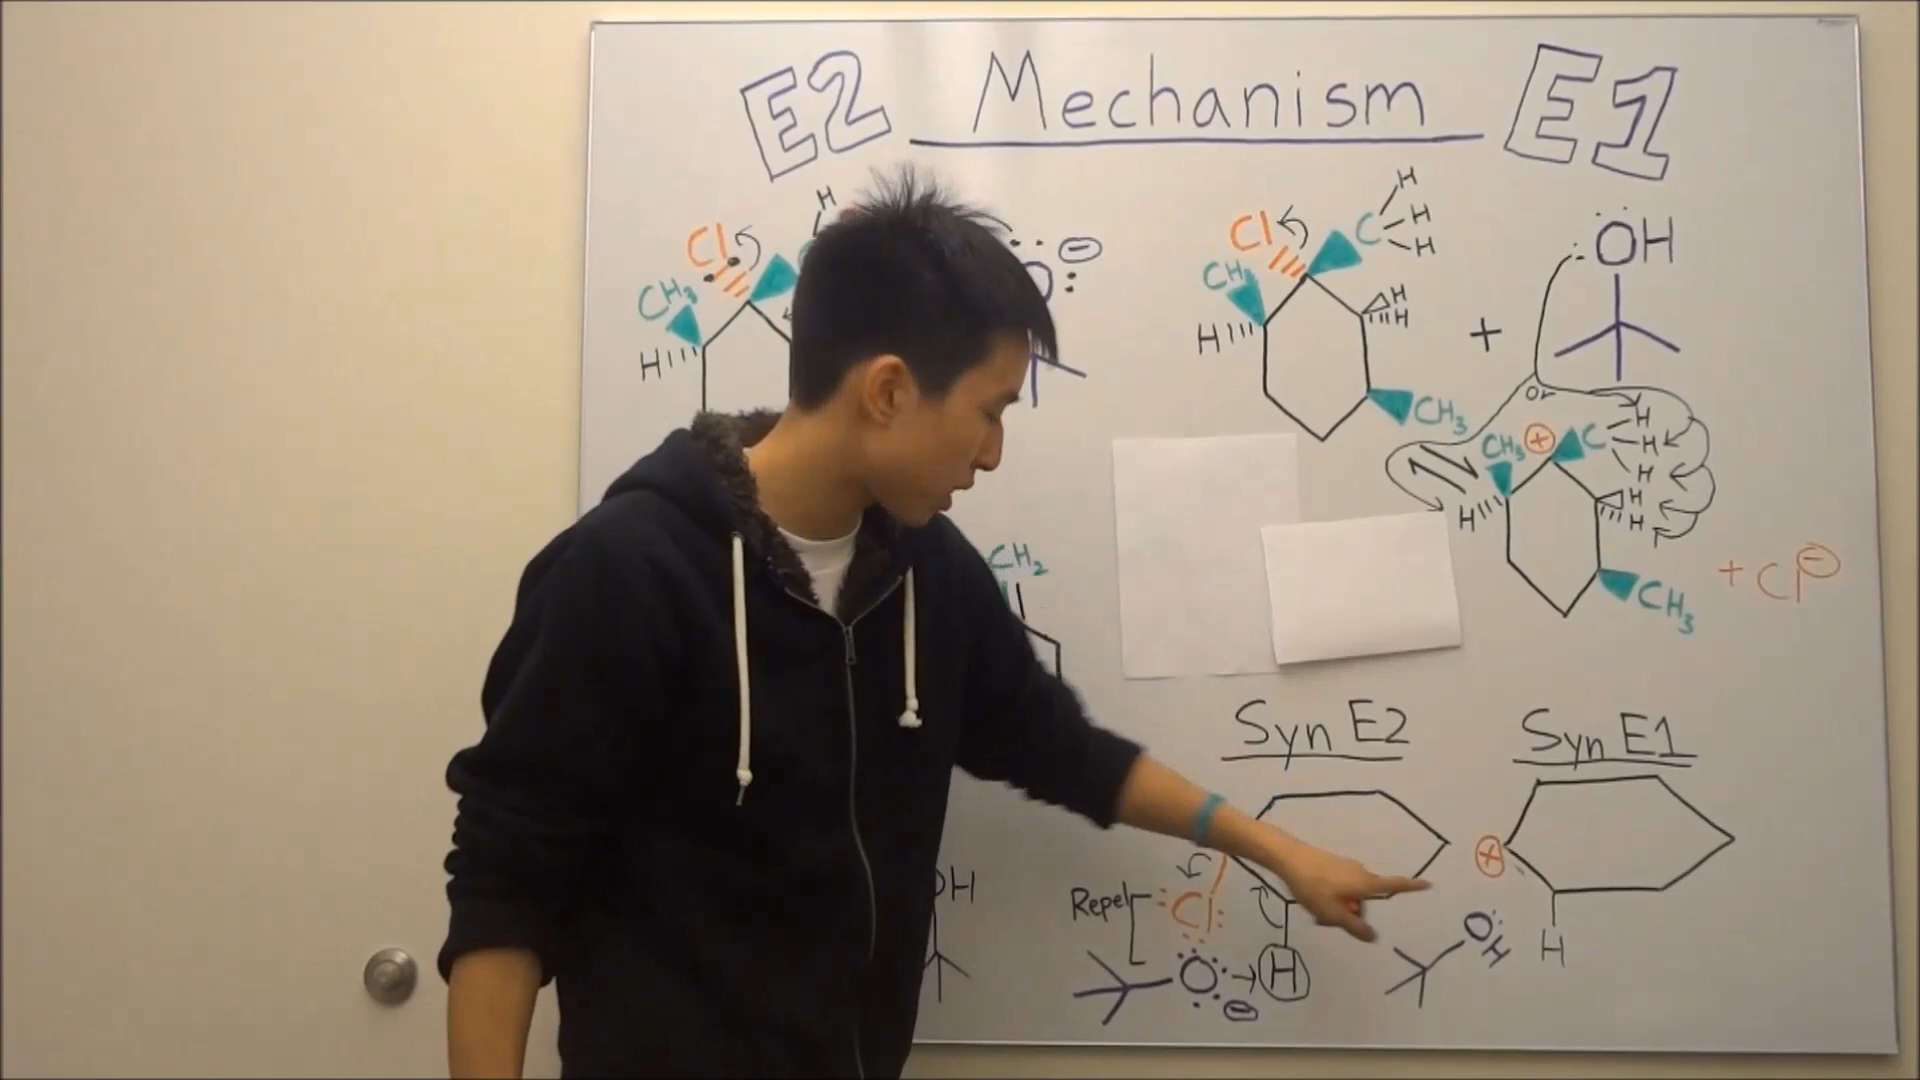 E2 Mechanism E1
H
Cl
CH3
H
⊖
Cl
CH3
H
C
H
H
H
H
H
CH3
+
:ÖH
or
CH3
⊕
C
H
H
H
H
H
H
CH3
+ Cl⊖
CH2
Syn E2
Syn E1
OH
Repel
Cl
O
⊖
H
⊕
OH
H